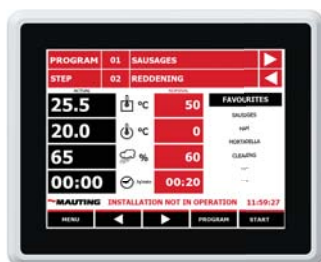 PROGRAM 01 SAUSAGES
STEP 02 REDDENING
ACTUAL NOMINAL
25.5 °C 50 FAVOURITES
SAUSAGES
20.0 °C 0 HAM
MORTADELLA
65 % 60 CLEANING
00:00 h/min 00:20
MAUTING INSTALLATION NOT IN OPERATION 11:59:27
MENU PROGRAM START